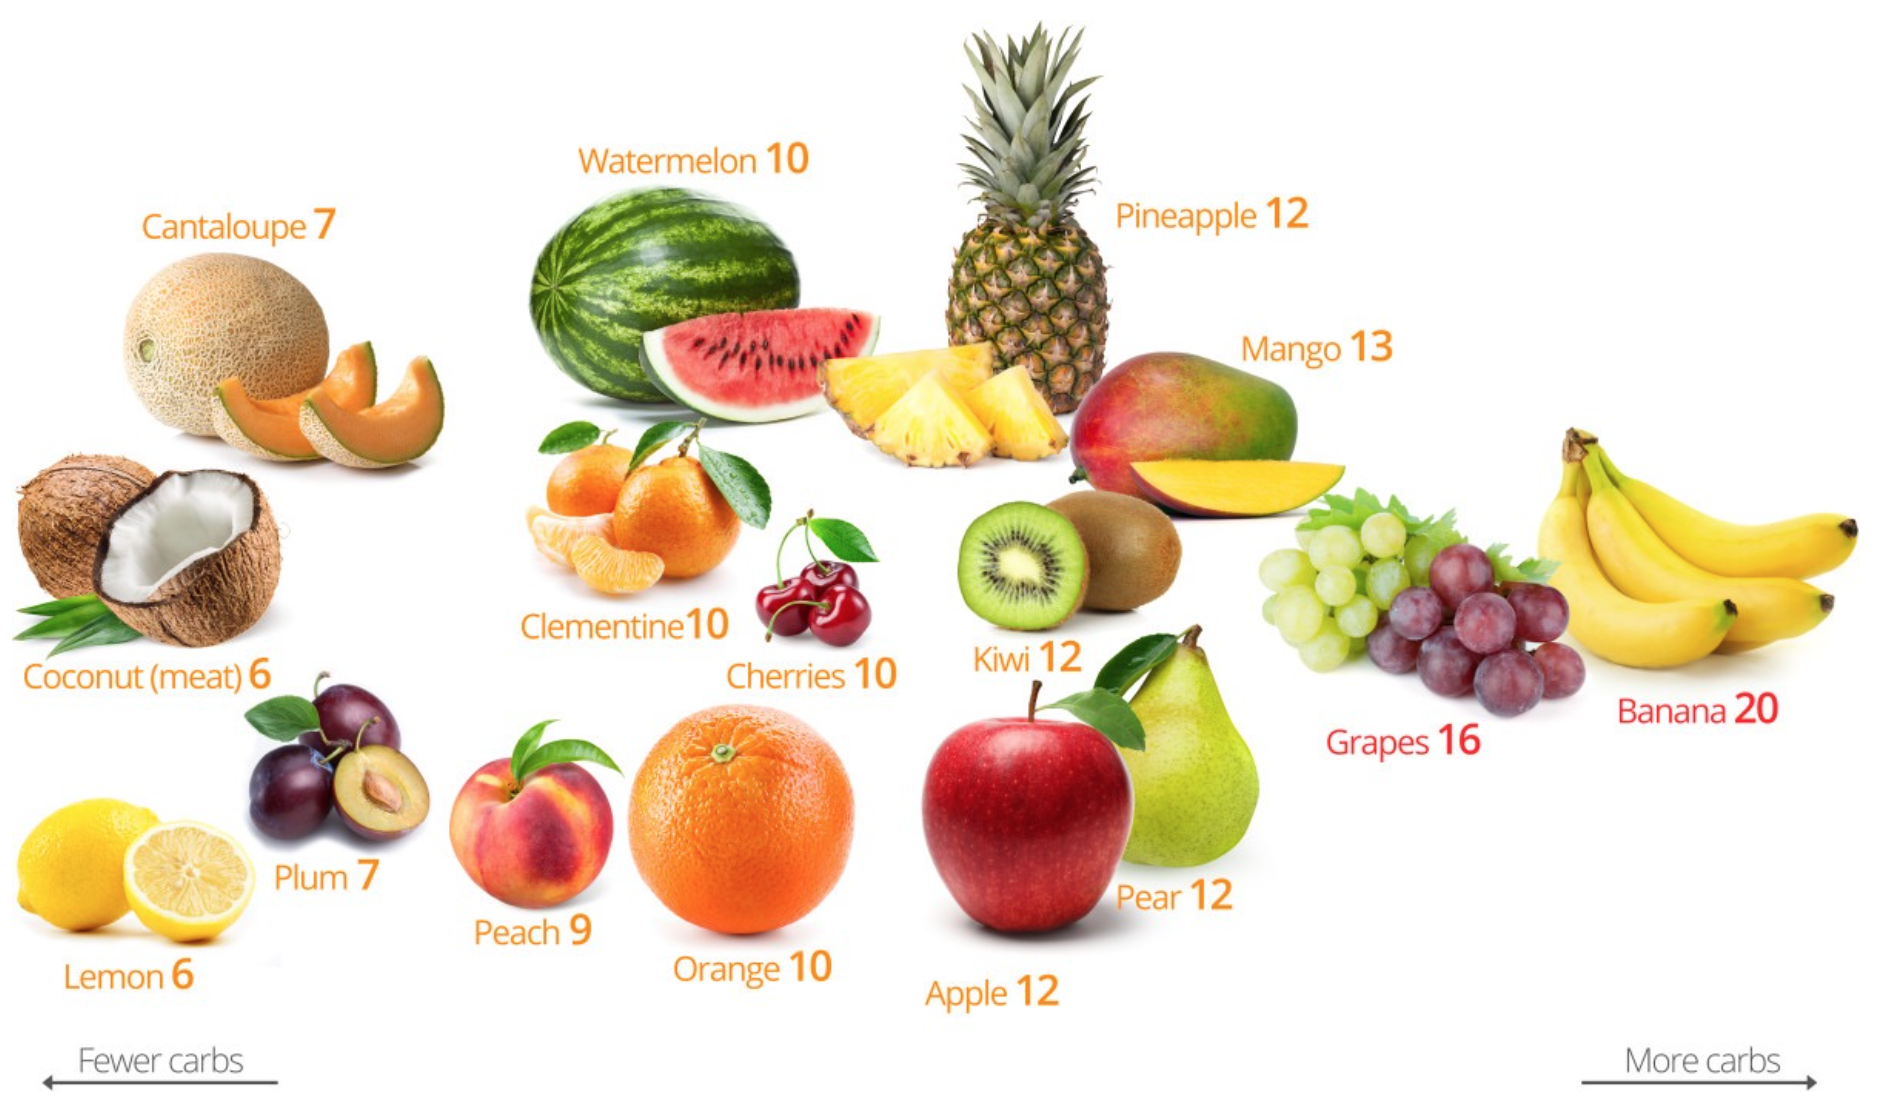 Watermelon 10
Pineapple 12
Cantaloupe 7
Mango 13
Clementine 10
Kiwi 12
Coconut (meat) 6
Cherries 10
Banana 20
Grapes 16
Plum 7
Pear 12
Peach 9
Orange 10
Lemon 6
Apple 12
Fewer carbs
More carbs